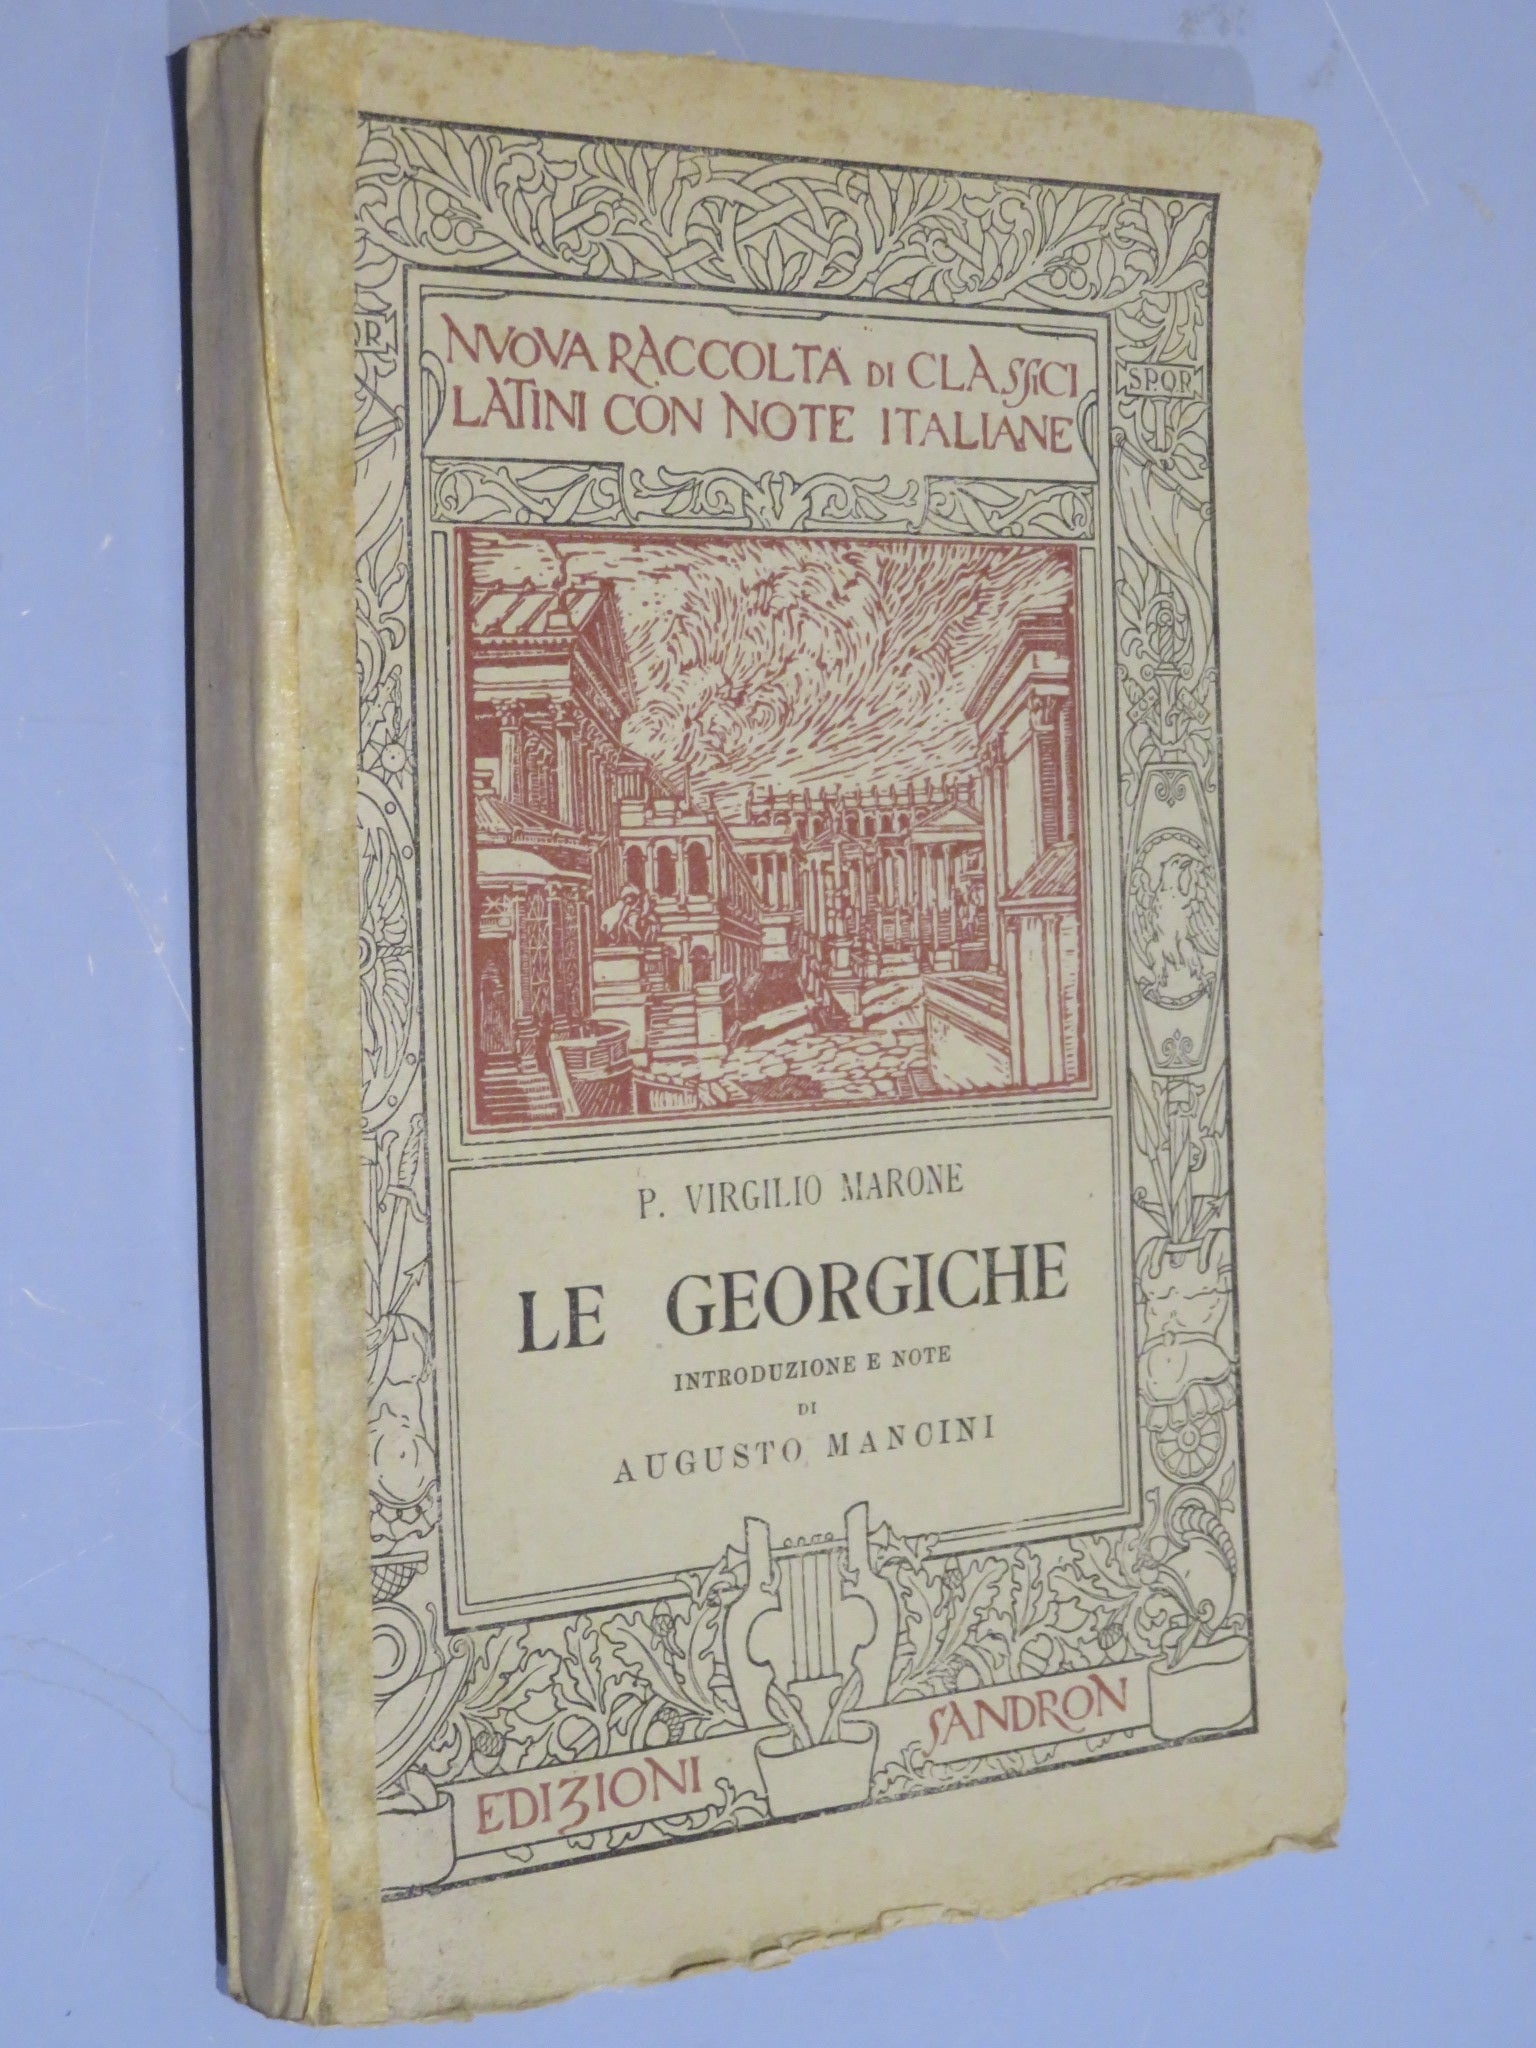 NVOVA RACCOLTA DI CLASSICI
LATINI CON NOTE ITALIANE
S.P.Q.R
P. VIRGILIO MARONE
LE GEORGICHE
INTRODUZIONE E NOTE
DI
AUGUSTO MANCINI
EDIZIONI SANDRON